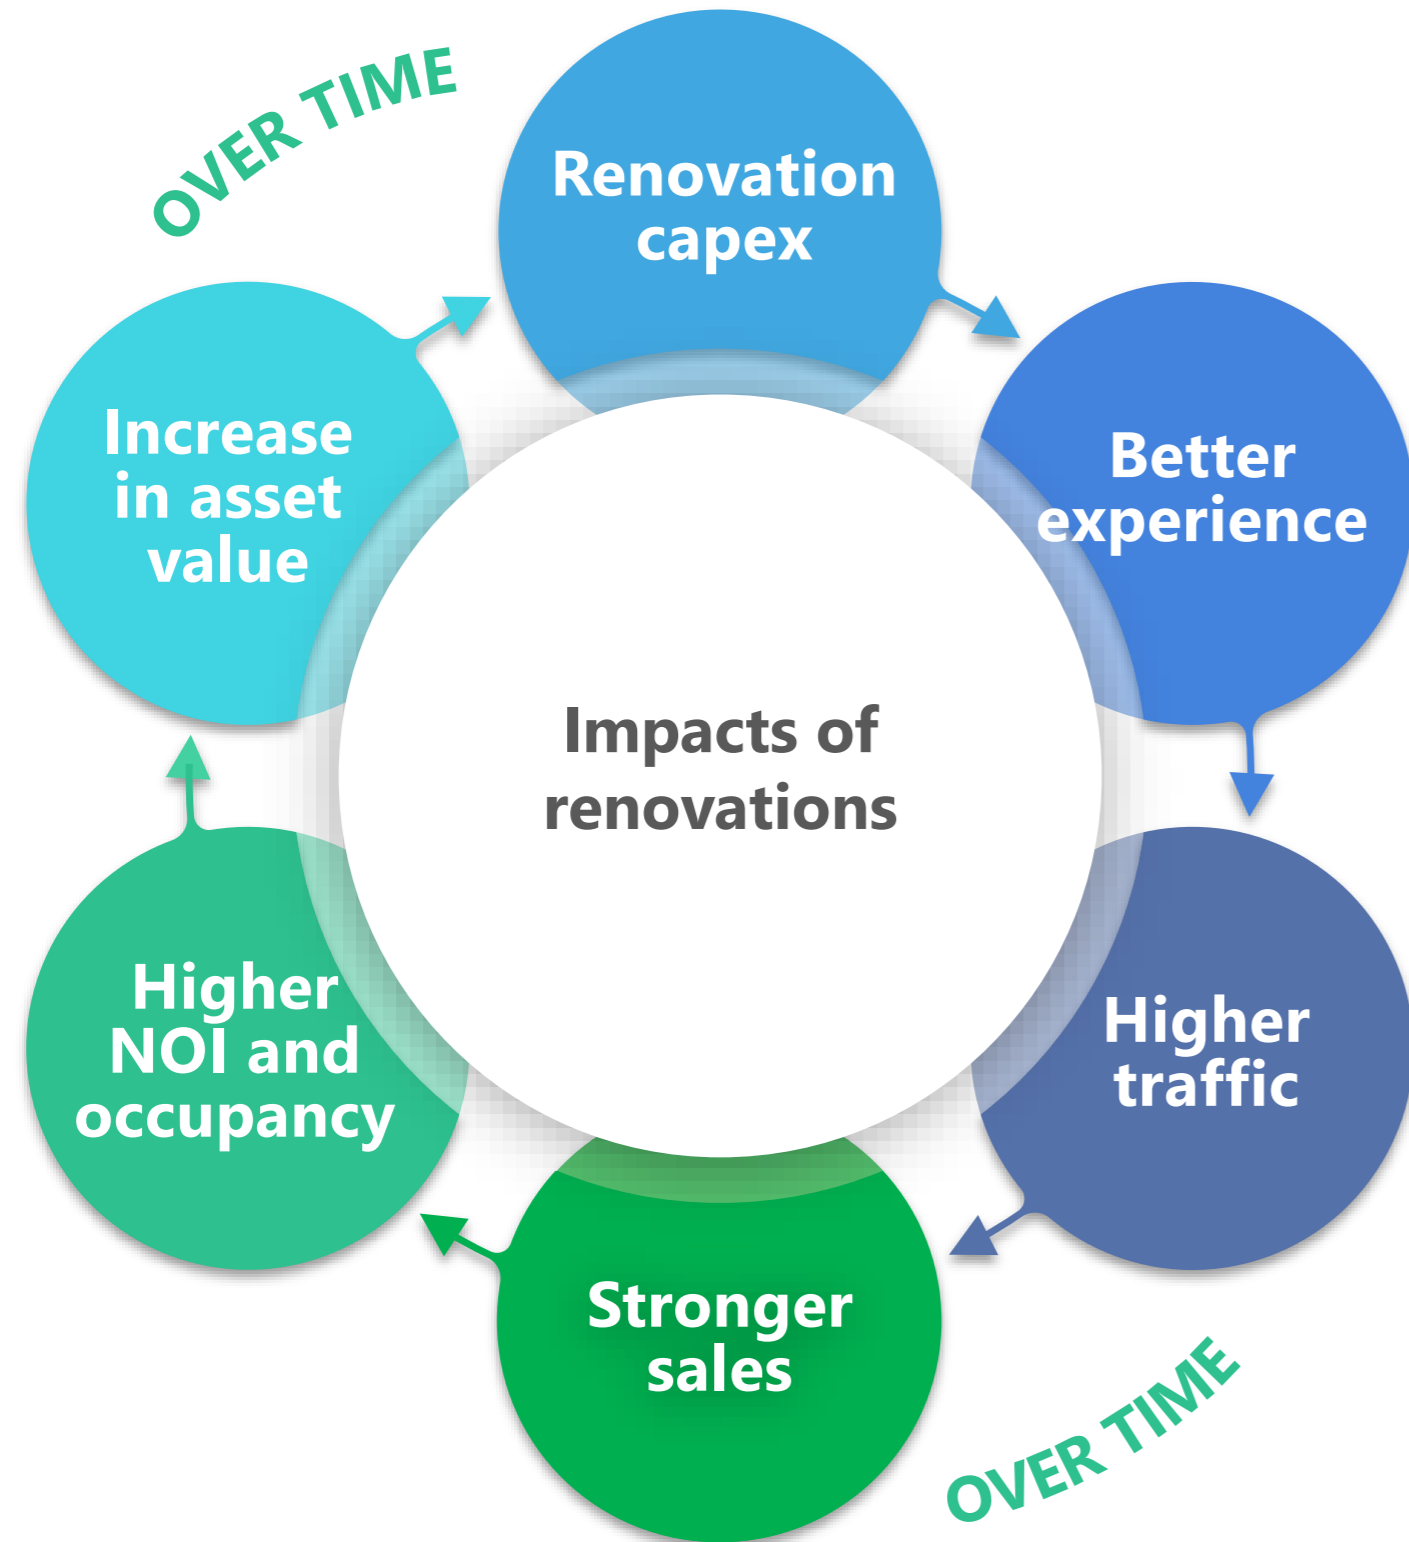 OVER TIME
Renovation
capex
Better
experience
Higher
traffic
Stronger
sales
Higher
NOI and
occupancy
Increase
in asset
value
Impacts of
renovations
OVER TIME